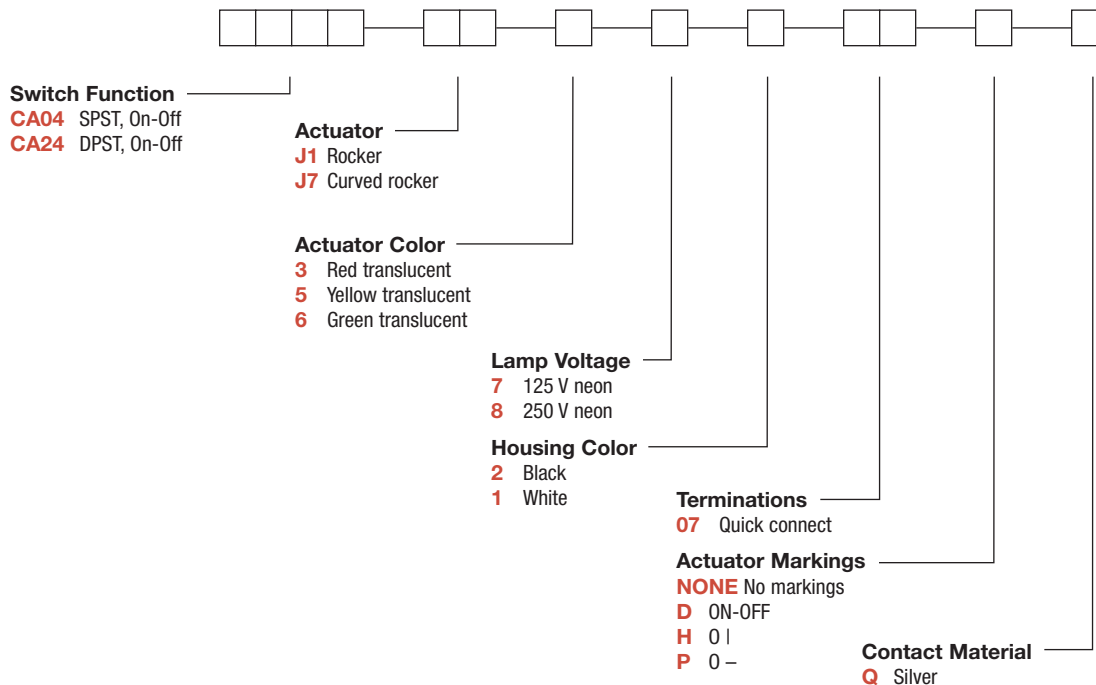 Switch Function
CA04 SPST, On-Off
CA24 DPST, On-Off
Actuator
J1 Rocker
J7 Curved rocker
Actuator Color
3 Red translucent
5 Yellow translucent
6 Green translucent
Lamp Voltage
7 125 V neon
8 250 V neon
Housing Color
2 Black
1 White
Terminations
07 Quick connect
Actuator Markings
NONE No markings
D ON-OFF
H 0 |
P 0 –
Contact Material
Q Silver